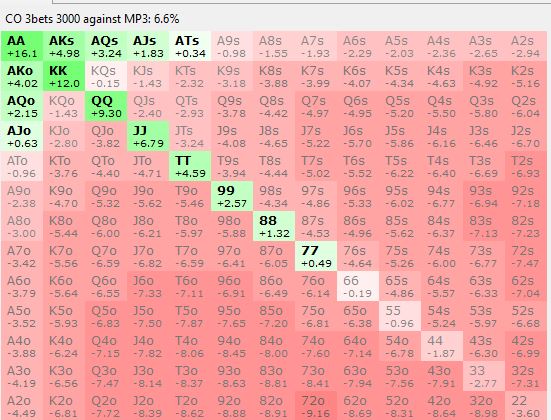 CO 3bets 3000 against MP3: 6.6%
AA AKs AQs AJs ATs A9s A8s A7s A6s A5s A4s A3s A2s
+16.1 +4.98 +3.24 +1.83 +0.34 -0.98 -1.55 -1.93 -2.29 -2.03 -2.36 -2.65 -2.94
AKo KK KQs KJs KTs K9s K8s K7s K6s K5s K4s K3s K2s
+4.02 +12.0 -0.15 -1.43 -2.32 -3.18 -3.88 -3.99 -4.07 -4.34 -4.63 -4.92 -5.16
AQo KQo QQ QJs QTs Q9s Q8s Q7s Q6s Q5s Q4s Q3s Q2s
+2.15 -1.43 +9.30 -2.40 -2.93 -3.78 -4.42 -4.97 -4.95 -5.20 -5.50 -5.80 -6.04
AJo KJo QJo JJ JTs J9s J8s J7s J6s J5s J4s J3s J2s
+0.63 -2.80 -3.82 +6.79 -3.24 -4.08 -4.65 -5.22 -5.70 -5.86 -6.16 -6.46 -6.70
ATo KTo QTo JTo TT T9s T8s T7s T6s T5s T4s T3s T2s
-0.96 -3.76 -4.40 -4.71 +4.59 -3.94 -4.44 -5.02 -5.52 -6.22 -6.40 -6.69 -6.93
A9o K9o Q9o J9o T9o 99 98s 97s 96s 95s 94s 93s 92s
-2.38 -4.70 -5.32 -5.62 -5.46 +2.57 -4.34 -4.86 -5.33 -6.02 -6.77 -6.94 -7.18
A8o K8o Q8o J8o T8o 98o 88 87s 86s 85s 84s 83s 82s
-3.00 -5.44 -6.00 -6.21 -5.97 -5.88 +1.32 -4.53 -4.96 -5.62 -6.37 -7.13 -7.23
A7o K7o Q7o J7o T7o 97o 87o 77 76s 75s 74s 73s 72s
-3.42 -5.56 -6.59 -6.82 -6.59 -6.41 -6.05 +0.49 -4.64 -5.26 -6.00 -6.77 -7.47
A6o K6o Q6o J6o T6o 96o 86o 76o 66 65s 64s 63s 62s
-3.79 -5.64 -6.55 -7.33 -7.11 -6.91 -6.49 -6.14 -0.19 -4.86 -5.57 -6.33 -7.04
A5o K5o Q5o J5o T5o 95o 85o 75o 65o 55 54s 53s 52s
-3.52 -5.93 -6.83 -7.50 -7.87 -7.65 -7.20 -6.81 -6.38 -0.96 -5.24 -5.97 -6.68
A4o K4o Q4o J4o T4o 94o 84o 74o 64o 54o 44 43s 42s
-3.88 -6.24 -7.15 -7.82 -8.06 -8.45 -8.00 -7.60 -7.14 -6.78 -1.87 -6.30 -6.99
A3o K3o Q3o J3o T3o 93o 83o 73o 63o 53o 43o 33 32s
-4.19 -6.56 -7.47 -8.14 -8.37 -8.63 -8.81 -8.41 -7.94 -7.56 -7.91 -2.77 -7.31
A2o K2o Q2o J2o T2o 92o 82o 72o 62o 52o 42o 32o 22
-4.49 -6.81 -7.72 -8.39 -8.62 -8.88 -8.91 -9.16 -8.69 -8.31 -8.64 -8.98 -3.60